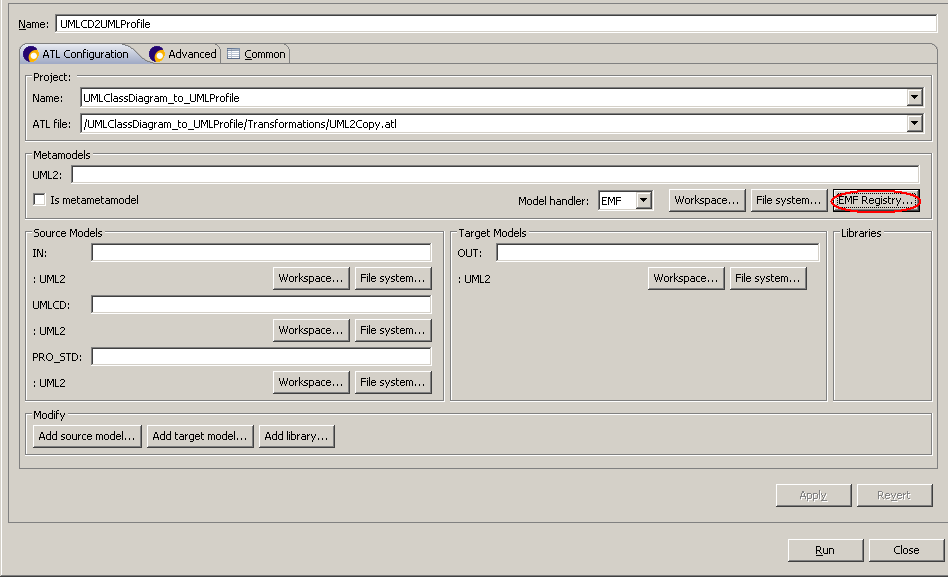 Name: UMLCD2UMLProfile
ATL Configuration Advanced Common
Project:
Name: UMLClassDiagram_to_UMLProfile
ATL file: /UMLClassDiagram_to_UMLProfile/Transformations/UML2Copy.atl
Metamodels
UML2:
Is metametamodel Model handler: EMF Workspace... File system... EMF Registry...
Source Models
IN:
: UML2 Workspace... File system...
UMLCD:
: UML2 Workspace... File system...
PRO_STD:
: UML2 Workspace... File system...
Target Models
OUT:
: UML2 Workspace... File system...
Libraries
Modify
Add source model... Add target model... Add library...
Apply Revert
Run Close